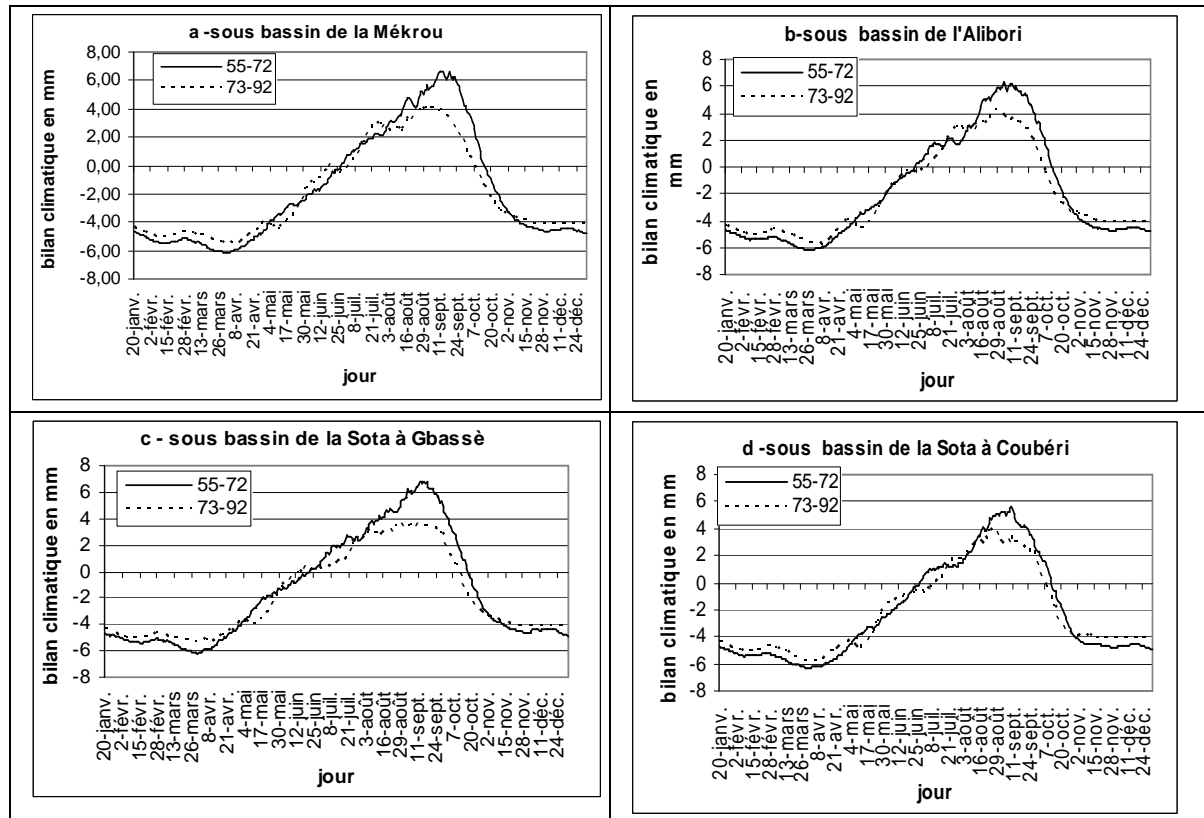 a -sous bassin de la Mékrou
55-72
73-92
bilan climatique en mm
8,00
6,00
4,00
2,00
0,00
-2,00
-4,00
-6,00
-8,00
20-janv.
2-févr.
15-févr.
28-févr.
13-mars
26-mars
8-avr.
21-avr.
4-mai
17-mai
30-mai
12-juin
25-juin
8-juil.
21-juil.
3-août
16-août
29-août
11-sept.
24-sept.
7-oct.
20-oct.
2-nov.
15-nov.
28-nov.
11-déc.
24-déc.
jour
b-sous bassin de l'Alibori
55-72
73-92
bilan climatique en
mm
8
6
4
2
0
-2
-4
-6
-8
20-janv.
2-févr.
15-févr.
28-févr.
13-mars
26-mars
8-avr.
21-avr.
4-mai
17-mai
30-mai
12-juin
25-juin
8-juil.
21-juil.
3-août
16-août
29-août
11-sept.
24-sept.
7-oct.
20-oct.
2-nov.
15-nov.
28-nov.
11-déc.
24-déc.
jour
c - sous bassin de la Sota à Gbassè
55-72
73-92
bilan climatique en mm
8
6
4
2
0
-2
-4
-6
-8
20-janv.
2-févr.
15-févr.
28-févr.
13-mars
26-mars
8-avr.
21-avr.
4-mai
17-mai
30-mai
12-juin
25-juin
8-juil.
21-juil.
3-août
16-août
29-août
11-sept.
24-sept.
7-oct.
20-oct.
2-nov.
15-nov.
28-nov.
11-déc.
24-déc.
jour
d -sous bassin de la Sota à Coubéri
55-72
73-92
bilan climatique en mm
8
6
4
2
0
-2
-4
-6
-8
20-janv.
2-févr.
15-févr.
28-févr.
13-mars
26-mars
8-avr.
21-avr.
4-mai
17-mai
30-mai
12-juin
25-juin
8-juil.
21-juil.
3-août
16-août
29-août
11-sept.
24-sept.
7-oct.
20-oct.
2-nov.
15-nov.
28-nov.
11-déc.
24-déc.
jour